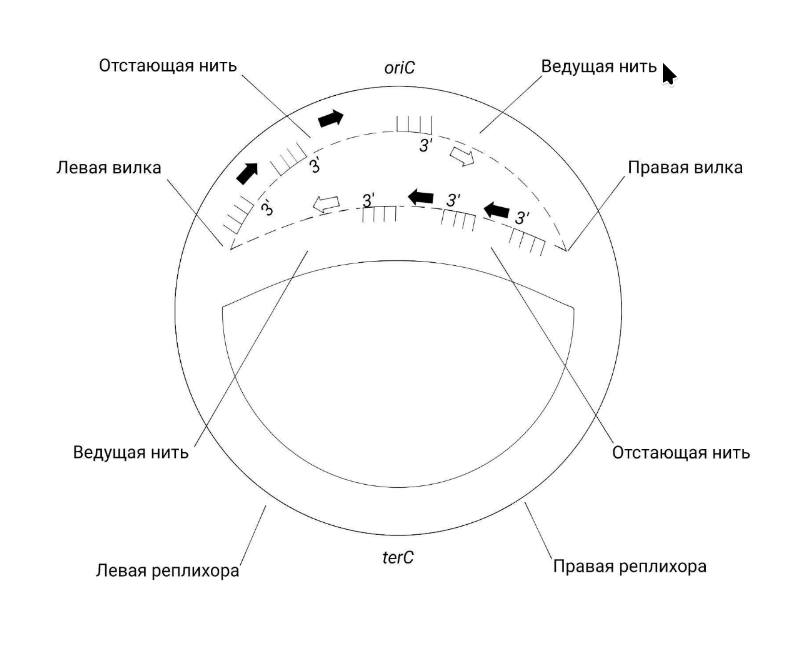 Отстающая нить
oriC
Ведущая нить
3'
Левая вилка
3'
Правая вилка
3'
3'
3'
3'
Ведущая нить
Отстающая нить
terC
Левая реплихора
Правая реплихора